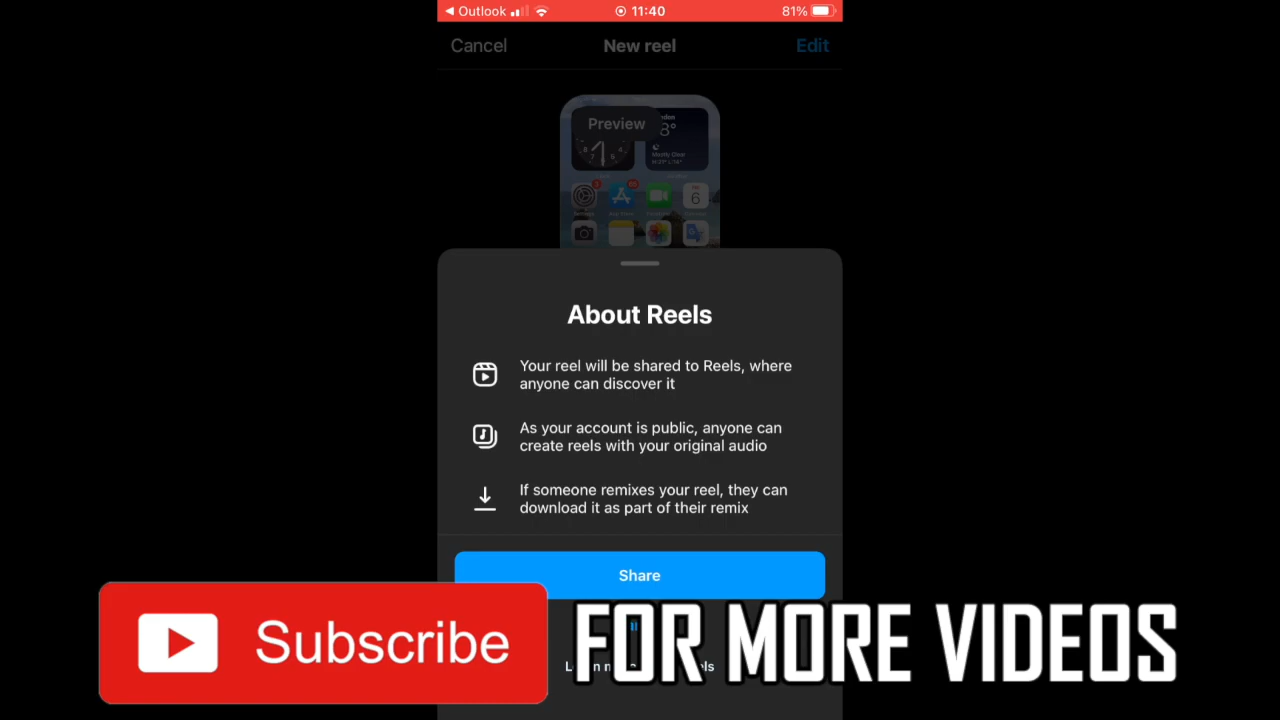 Outlook 11:40 81%
Cancel New reel Edit
Preview
About Reels
Your reel will be shared to Reels, where
anyone can discover it
As your account is public, anyone can
create reels with your original audio
If someone remixes your reel, they can
download it as part of their remix
Share
Subscribe FOR MORE VIDEOS